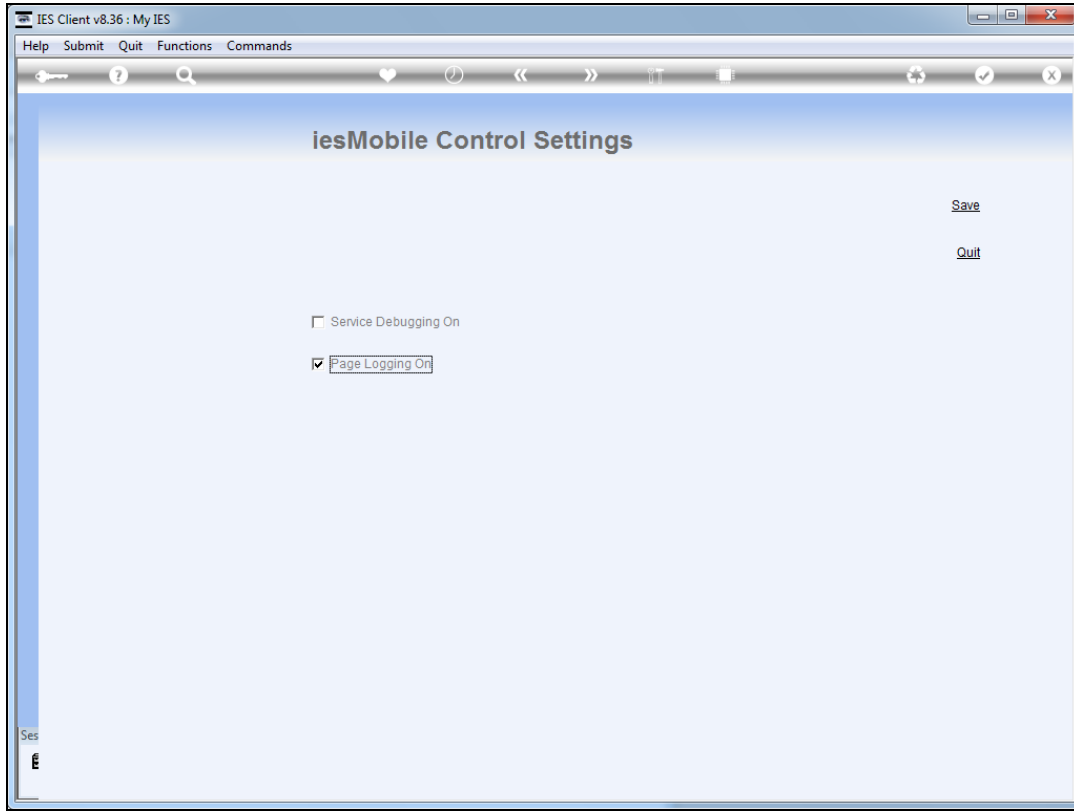 IES Client v8.36 : My IES
Help Submit Quit Functions Commands
iesMobile Control Settings
Save
Quit
Service Debugging On
Page Logging On
Ses